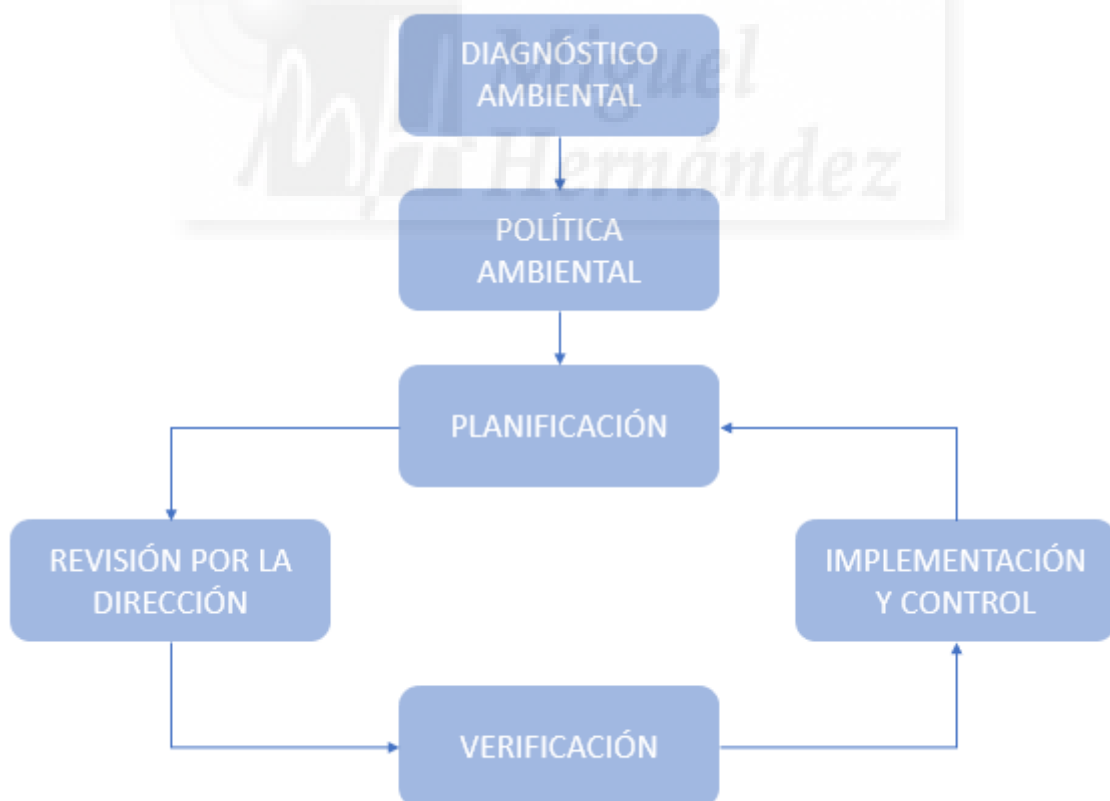 DIAGNÓSTICO
AMBIENTAL
Miguel
Hernández
POLÍTICA
AMBIENTAL
PLANIFICACIÓN
REVISIÓN POR LA
DIRECCIÓN
IMPLEMENTACIÓN
Y CONTROL
VERIFICACIÓN